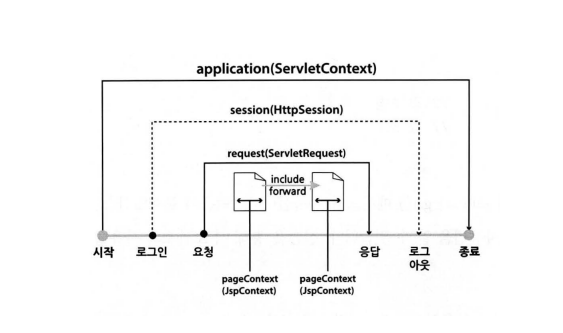 application(ServletContext)
session(HttpSession)
request(ServletRequest)
include
forward
시작
로그인
요청
응답
로그
아웃
종료
pageContext
(JspContext)
pageContext
(JspContext)